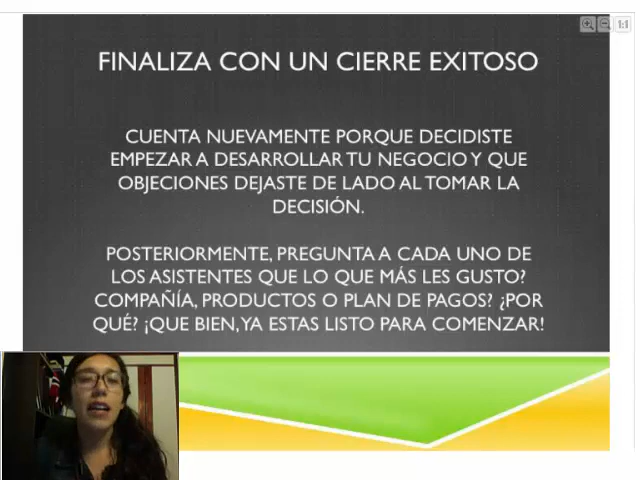 FINALIZA CON UN CIERRE EXITOSO
CUENTA NUEVAMENTE PORQUE DECIDISTE
EMPEZAR A DESARROLLAR TU NEGOCIO Y QUE
OBJECIONES DEJASTE DE LADO AL TOMAR LA
DECISIÓN.
POSTERIORMENTE, PREGUNTA A CADA UNO DE
LOS ASISTENTES QUE LO QUE MÁS LES GUSTO?
COMPAÑÍA, PRODUCTOS O PLAN DE PAGOS? ¿POR
QUÉ? ¡QUE BIEN, YA ESTAS LISTO PARA COMENZAR!
1:1